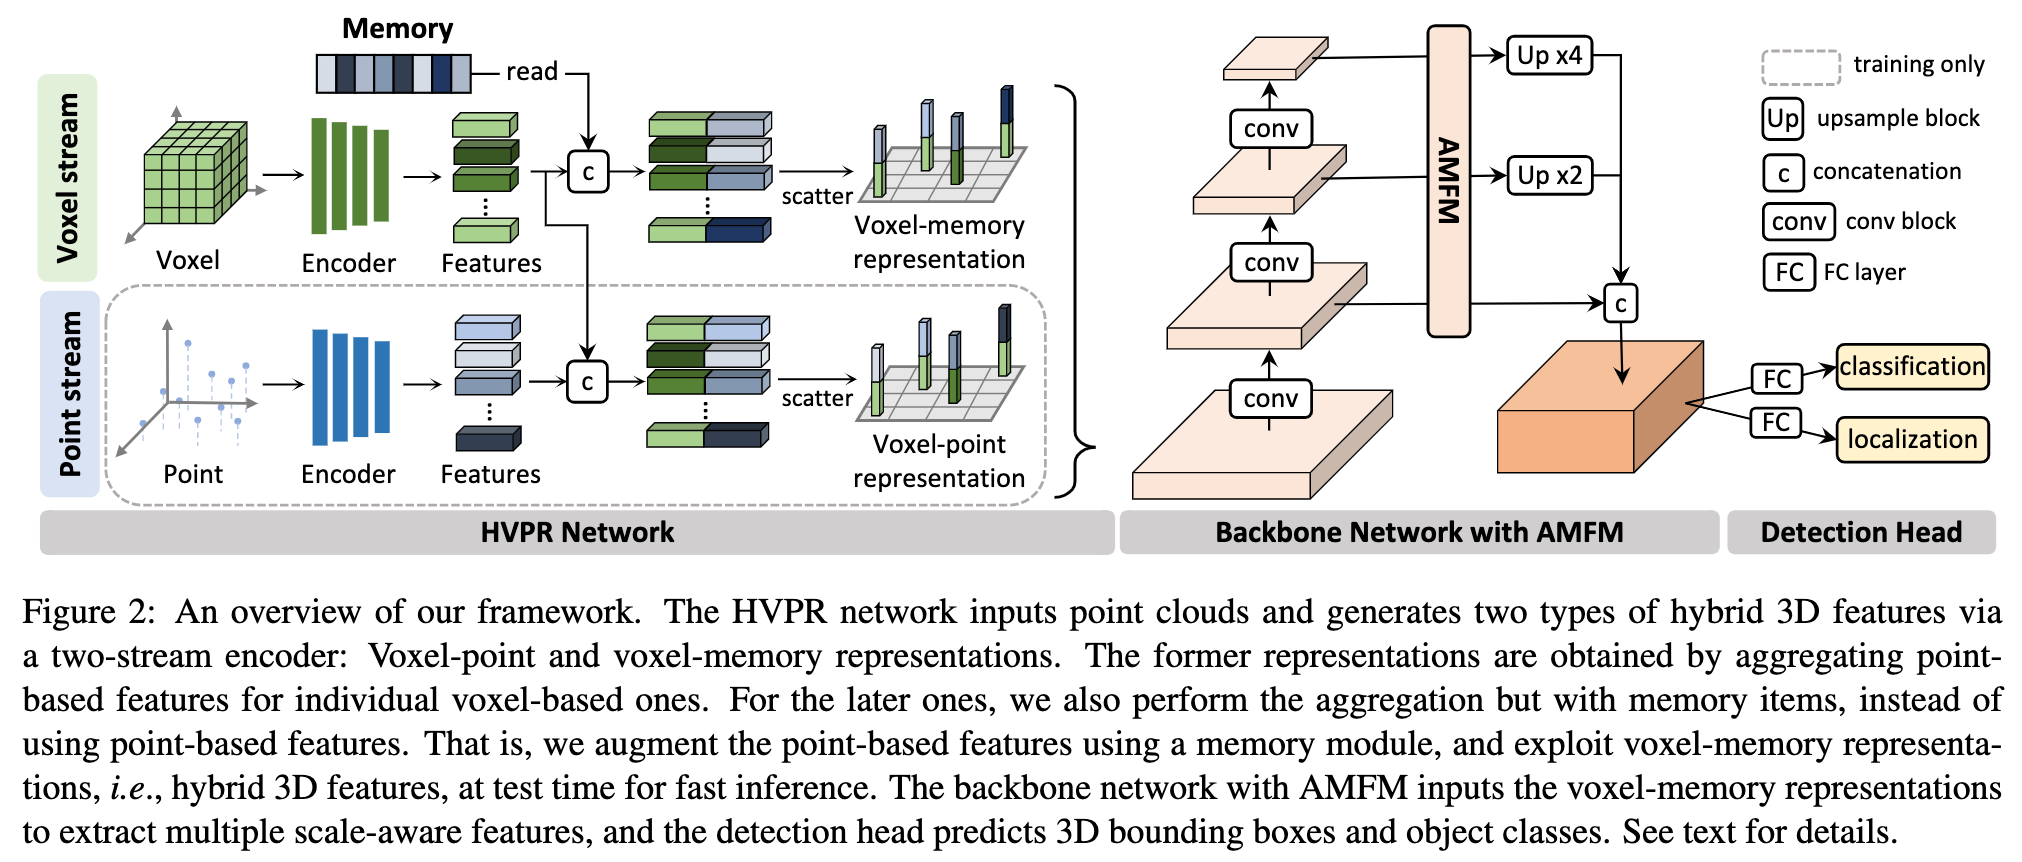 Memory
read
Voxel stream
Voxel
Encoder
Features
c
scatter
Voxel-memory
representation
Point stream
Point
Encoder
Features
c
scatter
Voxel-point
representation
HVPR Network
conv
conv
conv
AMFM
Up x4
Up x2
c
Backbone Network with AMFM
FC
classification
FC
localization
Detection Head
training only
Up upsample block
c concatenation
conv conv block
FC FC layer
Figure 2: An overview of our framework. The HVPR network inputs point clouds and generates two types of hybrid 3D features via
a two-stream encoder: Voxel-point and voxel-memory representations. The former representations are obtained by aggregating point-
based features for individual voxel-based ones. For the later ones, we also perform the aggregation but with memory items, instead of
using point-based features. That is, we augment the point-based features using a memory module, and exploit voxel-memory representa-
tions, i.e., hybrid 3D features, at test time for fast inference. The backbone network with AMFM inputs the voxel-memory representations
to extract multiple scale-aware features, and the detection head predicts 3D bounding boxes and object classes. See text for details.